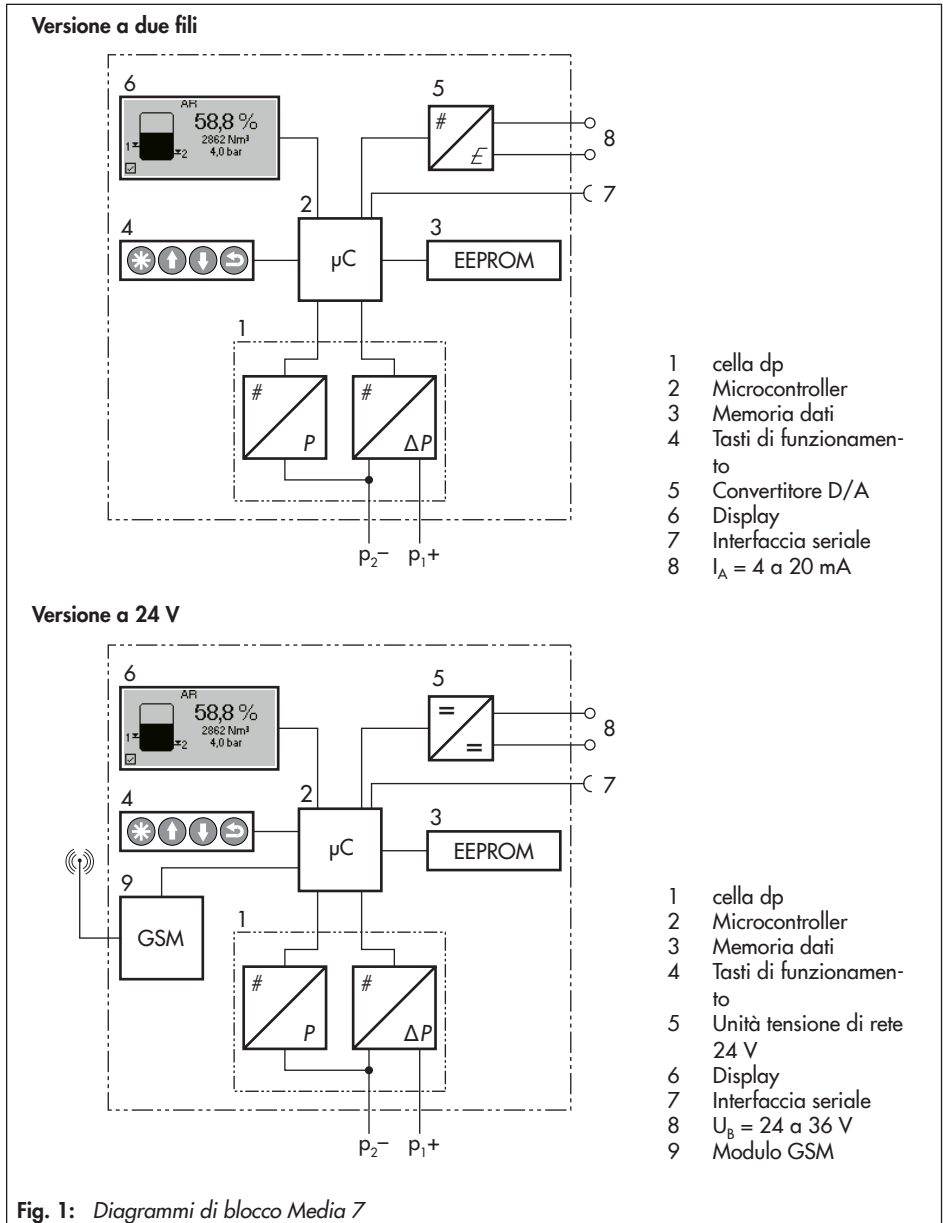 Versione a due fili
6
AR
58,8 %
2862 Nm³
4,0 bar
1
2
5
#
E
8
7
4
2
µC
3
EEPROM
1
#
P
#
ΔP
p₂– p₁+
1 cella dp
2 Microcontroller
3 Memoria dati
4 Tasti di funzionamen-
to
5 Convertitore D/A
6 Display
7 Interfaccia seriale
8 I_A = 4 a 20 mA
Versione a 24 V
6
AR
58,8 %
2862 Nm³
4,0 bar
1
2
5
=
=
8
7
4
2
µC
3
EEPROM
9
GSM
1
#
P
#
ΔP
p₂– p₁+
1 cella dp
2 Microcontroller
3 Memoria dati
4 Tasti di funzionamen-
to
5 Unità tensione di rete
24 V
6 Display
7 Interfaccia seriale
8 U_B = 24 a 36 V
9 Modulo GSM
Fig. 1: Diagrammi di blocco Media 7